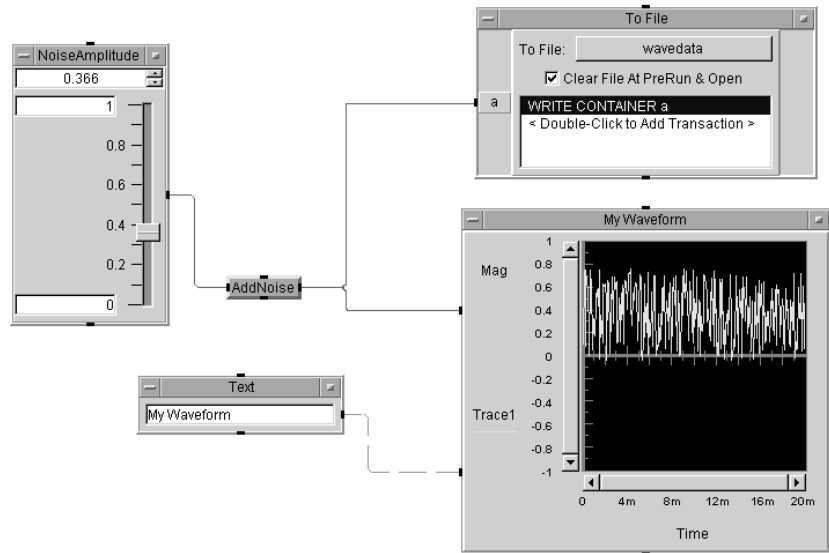 NoiseAmplitude
0.366
1
0.8
0.6
0.4
0.2
0
0
AddNoise
Text
My Waveform
To File
To File: wavedata
Clear File At PreRun & Open
a
WRITE CONTAINER a
< Double-Click to Add Transaction >
My Waveform
Mag
Trace1
1
0.8
0.6
0.4
0.2
0
-0.2
-0.4
-0.6
-0.8
-1
0 4m 8m 12m 16m 20m
Time